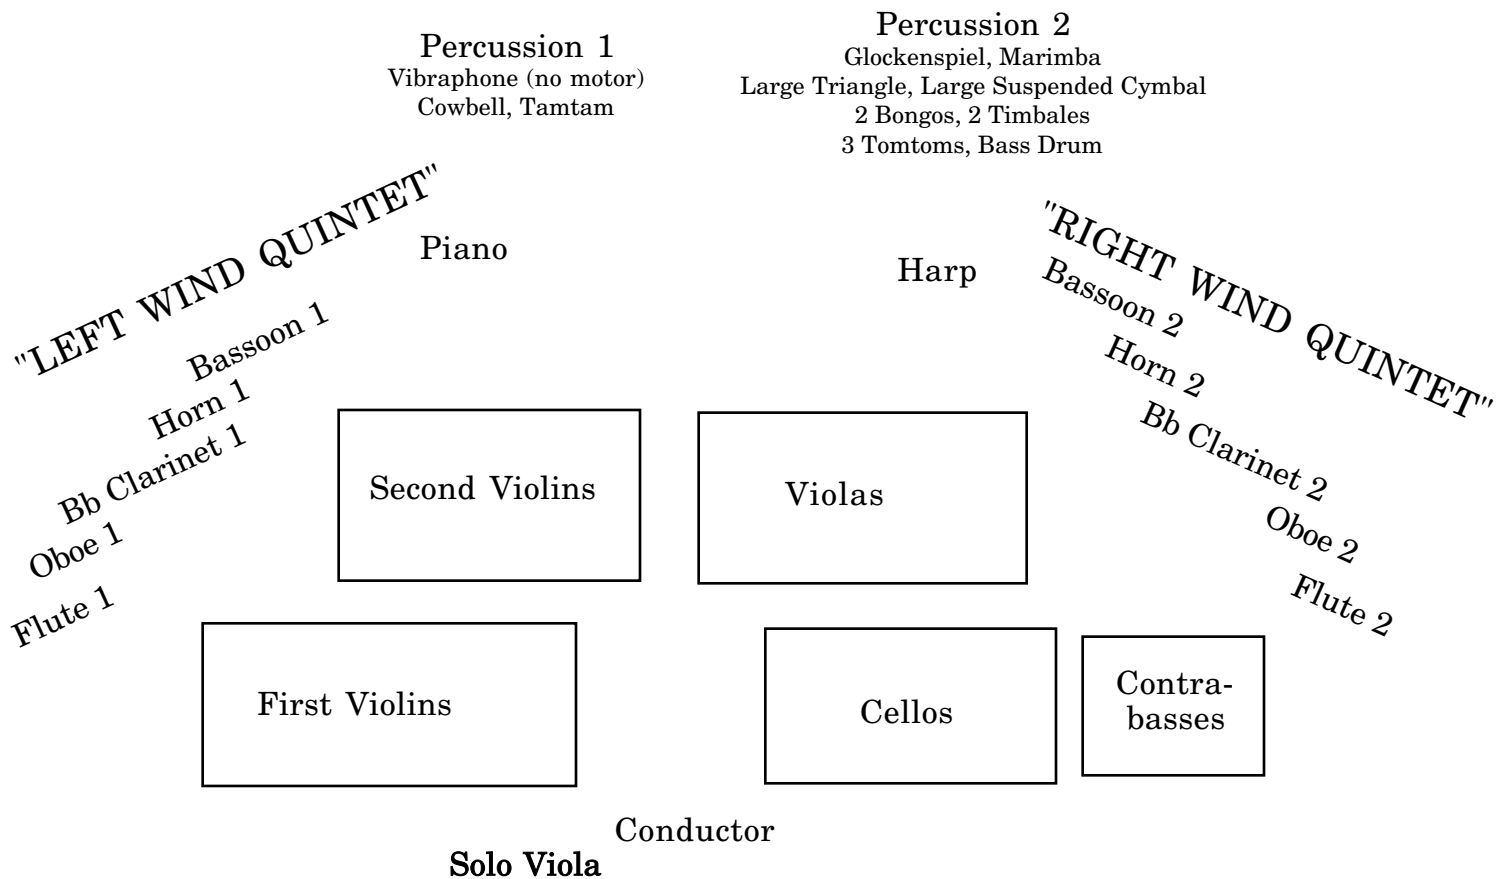 Percussion 1
Vibraphone (no motor)
Cowbell, Tamtam
Percussion 2
Glockenspiel, Marimba
Large Triangle, Large Suspended Cymbal
2 Bongos, 2 Timbales
3 Tomtoms, Bass Drum
"LEFT WIND QUINTET"
Bassoon 1
Horn 1
Bb Clarinet 1
Oboe 1
Flute 1
Piano
Harp
"RIGHT WIND QUINTET"
Bassoon 2
Horn 2
Bb Clarinet 2
Oboe 2
Flute 2
Second Violins
Violas
First Violins
Cellos
Contra-
basses
Conductor
Solo Viola